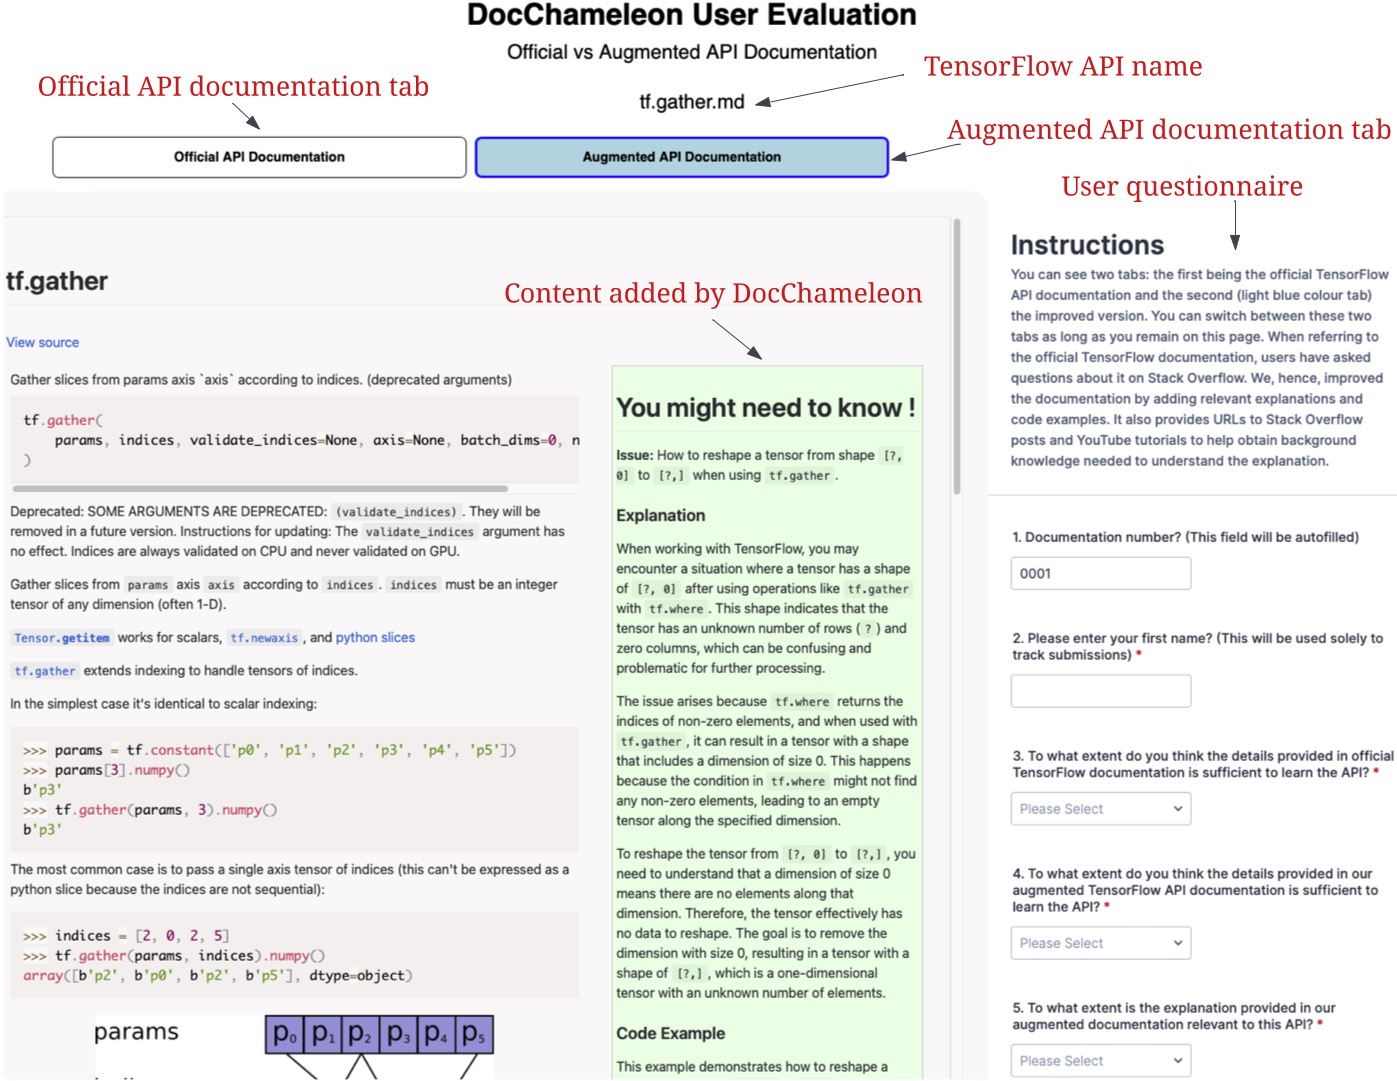 DocChameleon User Evaluation
Official vs Augmented API Documentation
TensorFlow API name
Official API documentation tab
tf.gather.md
Augmented API documentation tab
Official API Documentation
Augmented API Documentation
User questionnaire
tf.gather
Content added by DocChameleon
View source
Gather slices from params axis `axis` according to indices. (deprecated arguments)
tf.gather(
params, indices, validate_indices=None, axis=None, batch_dims=0, n
)
Deprecated: SOME ARGUMENTS ARE DEPRECATED: (validate_indices) . They will be
removed in a future version. Instructions for updating: The validate_indices argument has
no effect. Indices are always validated on CPU and never validated on GPU.
Gather slices from params axis axis according to indices . indices must be an integer
tensor of any dimension (often 1-D).
Tensor.getitem works for scalars, tf.newaxis , and python slices
tf.gather extends indexing to handle tensors of indices.
In the simplest case it's identical to scalar indexing:
>>> params = tf.constant(['p0', 'p1', 'p2', 'p3', 'p4', 'p5'])
>>> params[3].numpy()
b'p3'
>>> tf.gather(params, 3).numpy()
b'p3'
The most common case is to pass a single axis tensor of indices (this can't be expressed as a
python slice because the indices are not sequential):
>>> indices = [2, 0, 2, 5]
>>> tf.gather(params, indices).numpy()
array([b'p2', b'p0', b'p2', b'p5'], dtype=object)
params p0 p1 p2 p3 p4 p5
You might need to know !
Issue: How to reshape a tensor from shape [?,
0] to [?,] when using tf.gather .
Explanation
When working with TensorFlow, you may
encounter a situation where a tensor has a shape
of [?, 0] after using operations like tf.gather
with tf.where . This shape indicates that the
tensor has an unknown number of rows ( ? ) and
zero columns, which can be confusing and
problematic for further processing.
The issue arises because tf.where returns the
indices of non-zero elements, and when used with
tf.gather , it can result in a tensor with a shape
that includes a dimension of size 0. This happens
because the condition in tf.where might not find
any non-zero elements, leading to an empty
tensor along the specified dimension.
To reshape the tensor from [?, 0] to [?,] , you
need to understand that a dimension of size 0
means there are no elements along that
dimension. Therefore, the tensor effectively has
no data to reshape. The goal is to remove the
dimension with size 0, resulting in a tensor with a
shape of [?,] , which is a one-dimensional
tensor with an unknown number of elements.
Code Example
This example demonstrates how to reshape a
Instructions
You can see two tabs: the first being the official TensorFlow
API documentation and the second (light blue colour tab)
the improved version. You can switch between these two
tabs as long as you remain on this page. When referring to
the official TensorFlow documentation, users have asked
questions about it on Stack Overflow. We, hence, improved
the documentation by adding relevant explanations and
code examples. It also provides URLs to Stack Overflow
posts and YouTube tutorials to help obtain background
knowledge needed to understand the explanation.
1. Documentation number? (This field will be autofilled)
0001
2. Please enter your first name? (This will be used solely to
track submissions) *
3. To what extent do you think the details provided in official
TensorFlow documentation is sufficient to learn the API? *
Please Select
4. To what extent do you think the details provided in our
augmented TensorFlow API documentation is sufficient to
learn the API? *
Please Select
5. To what extent is the explanation provided in our
augmented documentation relevant to this API? *
Please Select